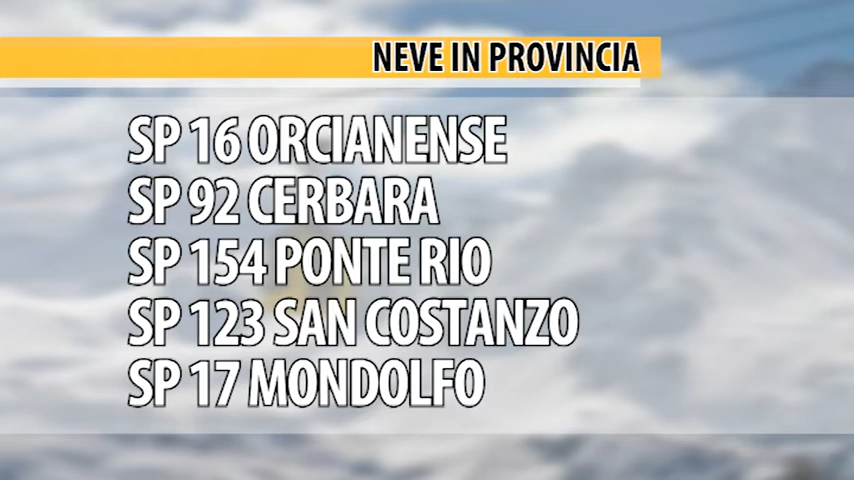 NEVE IN PROVINCIA
SP 16 ORCIANENSE
SP 92 CERBARA
SP 154 PONTE RIO
SP 123 SAN COSTANZO
SP 17 MONDOLFO